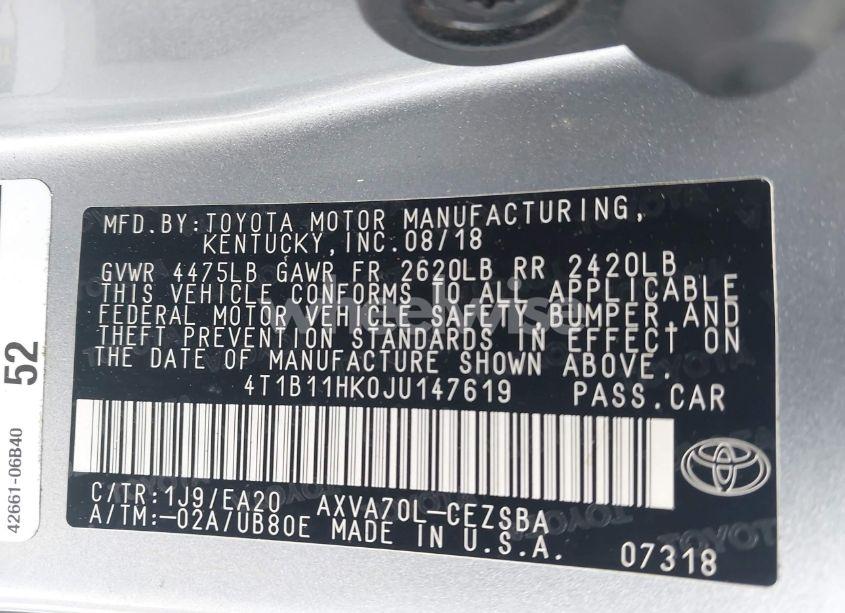 MFD.BY:TOYOTA MOTOR MANUFACTURING,
KENTUCKY,INC.08/18
GVWR 4475LB GAWR FR 2620LB RR 2420LB
THIS VEHICLE CONFORMS TO ALL APPLICABLE
FEDERAL MOTOR VEHICLE SAFETY,BUMPER,AND
THEFT PREVENTION STANDARDS IN EFFECT ON
THE DATE OF MANUFACTURE SHOWN ABOVE.
4T1B11HK0JU147619 PASS.CAR
C/TR:1J9/EA20 AXVA70L-CEZSBA
A/TM:-02A/UB80E MADE IN U.S.A. 07318
52
42661-06B40
wheelwise